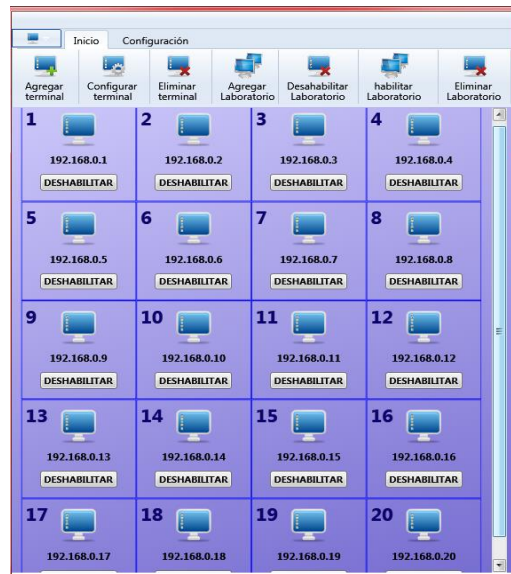 Inicio Configuración
Agregar terminal
Configurar terminal
Eliminar terminal
Agregar Laboratorio
Desahabilitar Laboratorio
habilitar Laboratorio
Eliminar Laboratorio
1 2 3 4
192.168.0.1 192.168.0.2 192.168.0.3 192.168.0.4
DESHABILITAR DESHABILITAR DESHABILITAR DESHABILITAR
5 6 7 8
192.168.0.5 192.168.0.6 192.168.0.7 192.168.0.8
DESHABILITAR DESHABILITAR DESHABILITAR DESHABILITAR
9 10 11 12
192.168.0.9 192.168.0.10 192.168.0.11 192.168.0.12
DESHABILITAR DESHABILITAR DESHABILITAR DESHABILITAR
13 14 15 16
192.168.0.13 192.168.0.14 192.168.0.15 192.168.0.16
DESHABILITAR DESHABILITAR DESHABILITAR DESHABILITAR
17 18 19 20
192.168.0.17 192.168.0.18 192.168.0.19 192.168.0.20